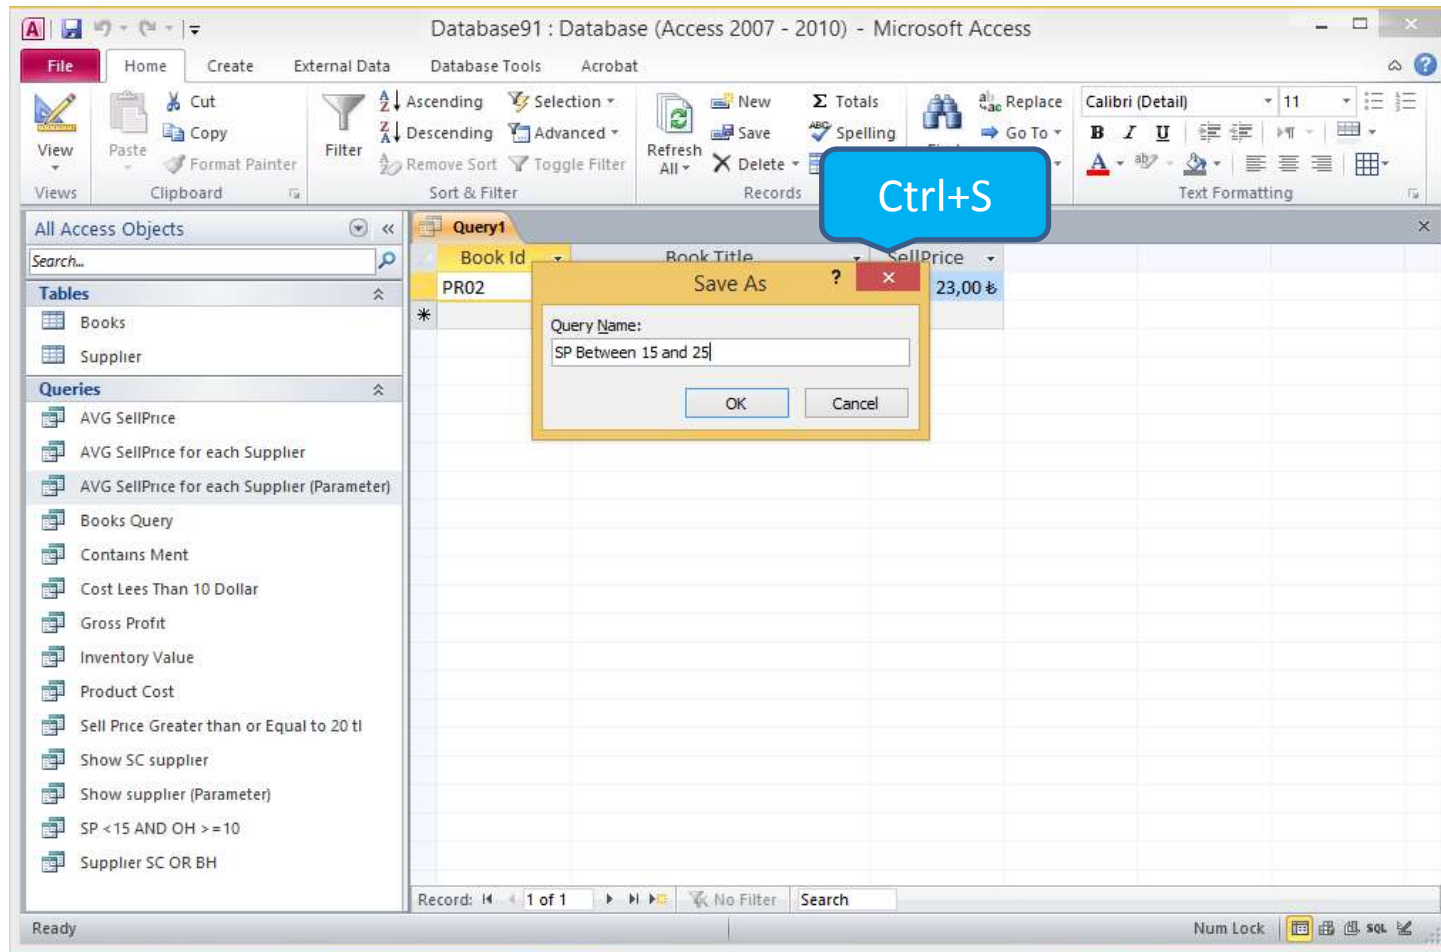 A
Database91 : Database (Access 2007 - 2010) - Microsoft Access
File Home Create External Data Database Tools Acrobat
View
Views
Paste
Cut
Copy
Format Painter
Clipboard
Filter
Ascending
Descending
Remove Sort
Selection
Advanced
Toggle Filter
Sort & Filter
Refresh
All
New
Save
Delete
Totals
Spelling
Records
Replace
Go To
Calibri (Detail) 11
B I U
A
Text Formatting
Ctrl+S
All Access Objects
Search...
Tables
Books
Supplier
Queries
AVG SellPrice
AVG SellPrice for each Supplier
AVG SellPrice for each Supplier (Parameter)
Books Query
Contains Ment
Cost Lees Than 10 Dollar
Gross Profit
Inventory Value
Product Cost
Sell Price Greater than or Equal to 20 tl
Show SC supplier
Show supplier (Parameter)
SP <15 AND OH >=10
Supplier SC OR BH
Query1
Book Id Book Title SellPrice
PR02 23,00 ₺
Save As ?
Query Name:
SP Between 15 and 25
OK Cancel
Record: 1 of 1 No Filter Search
Ready Num Lock SQL